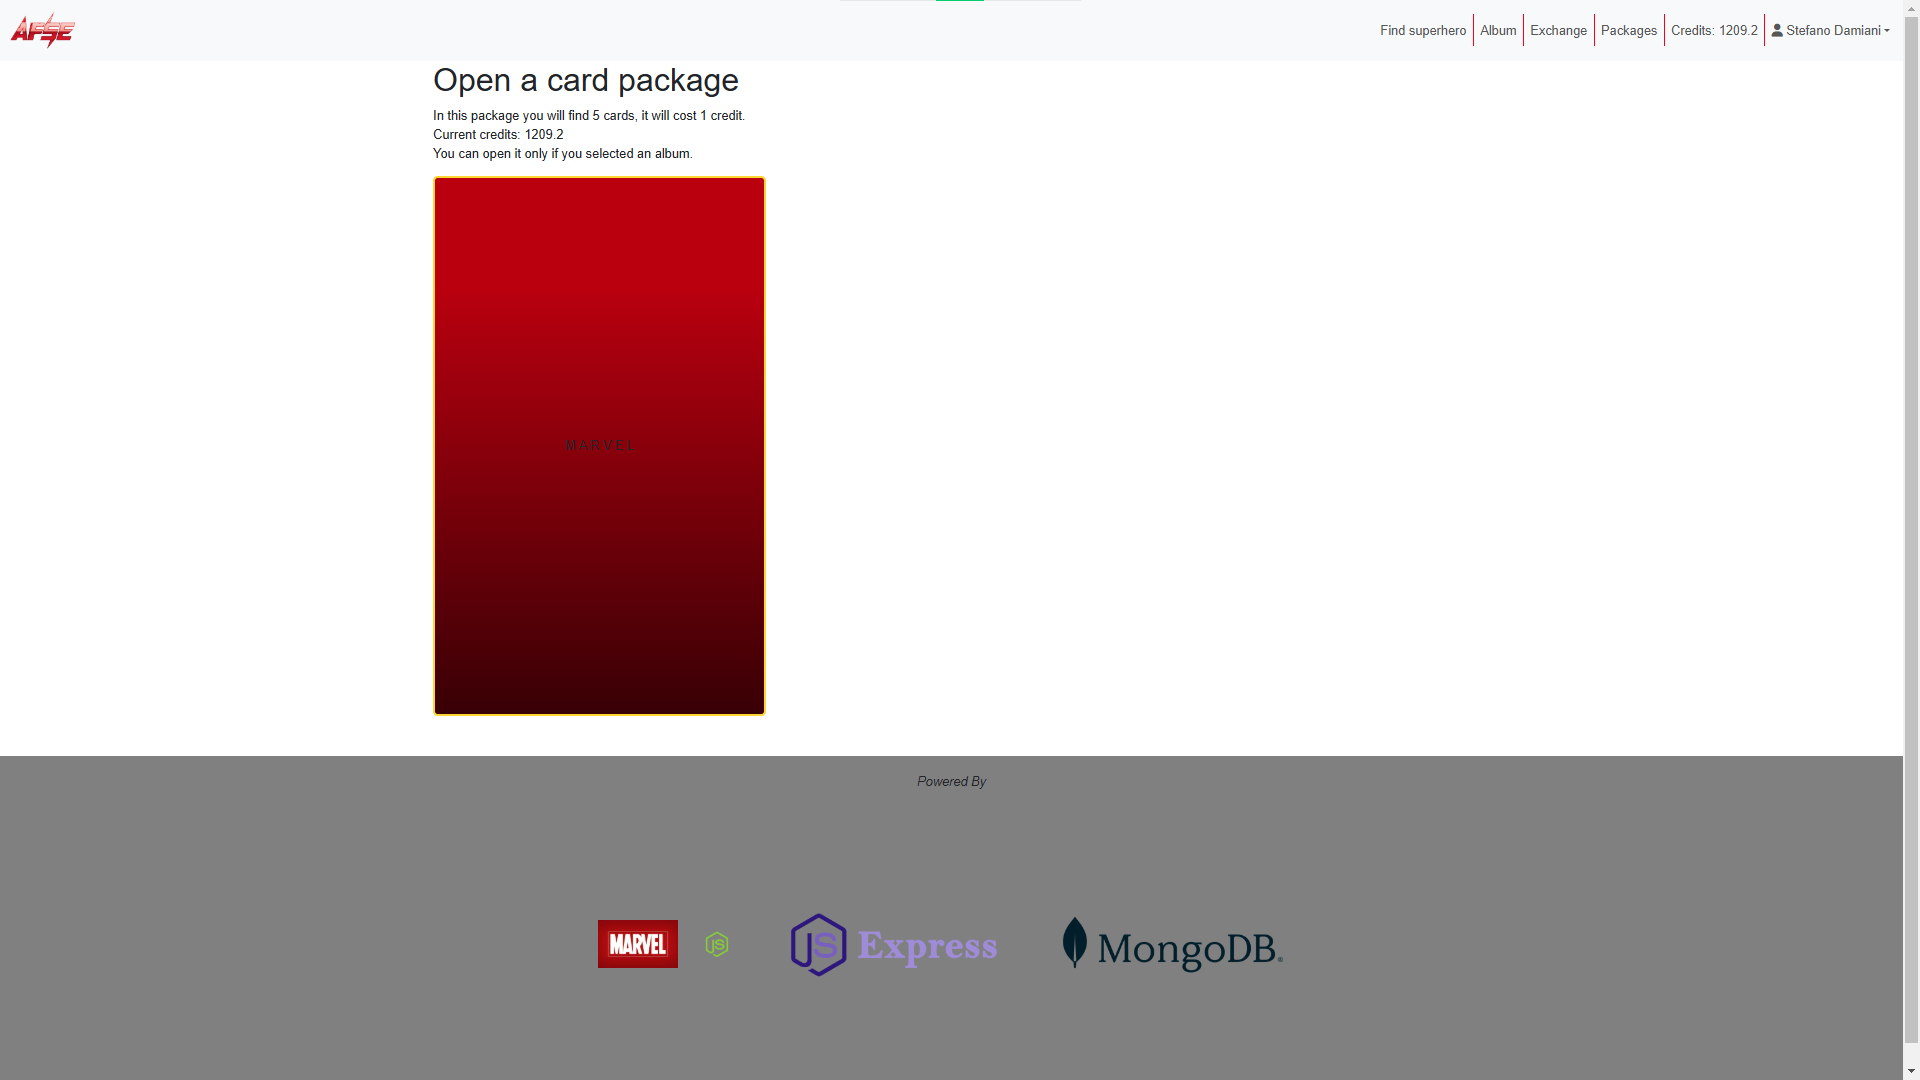 AFSE
Find superhero
Album
Exchange
Packages
Credits: 1209.2
Stefano Damiani
Open a card package
In this package you will find 5 cards, it will cost 1 credit.
Current credits: 1209.2
You can open it only if you selected an album.
MARVEL
Powered By
MARVEL
JS
JS Express
MongoDB®